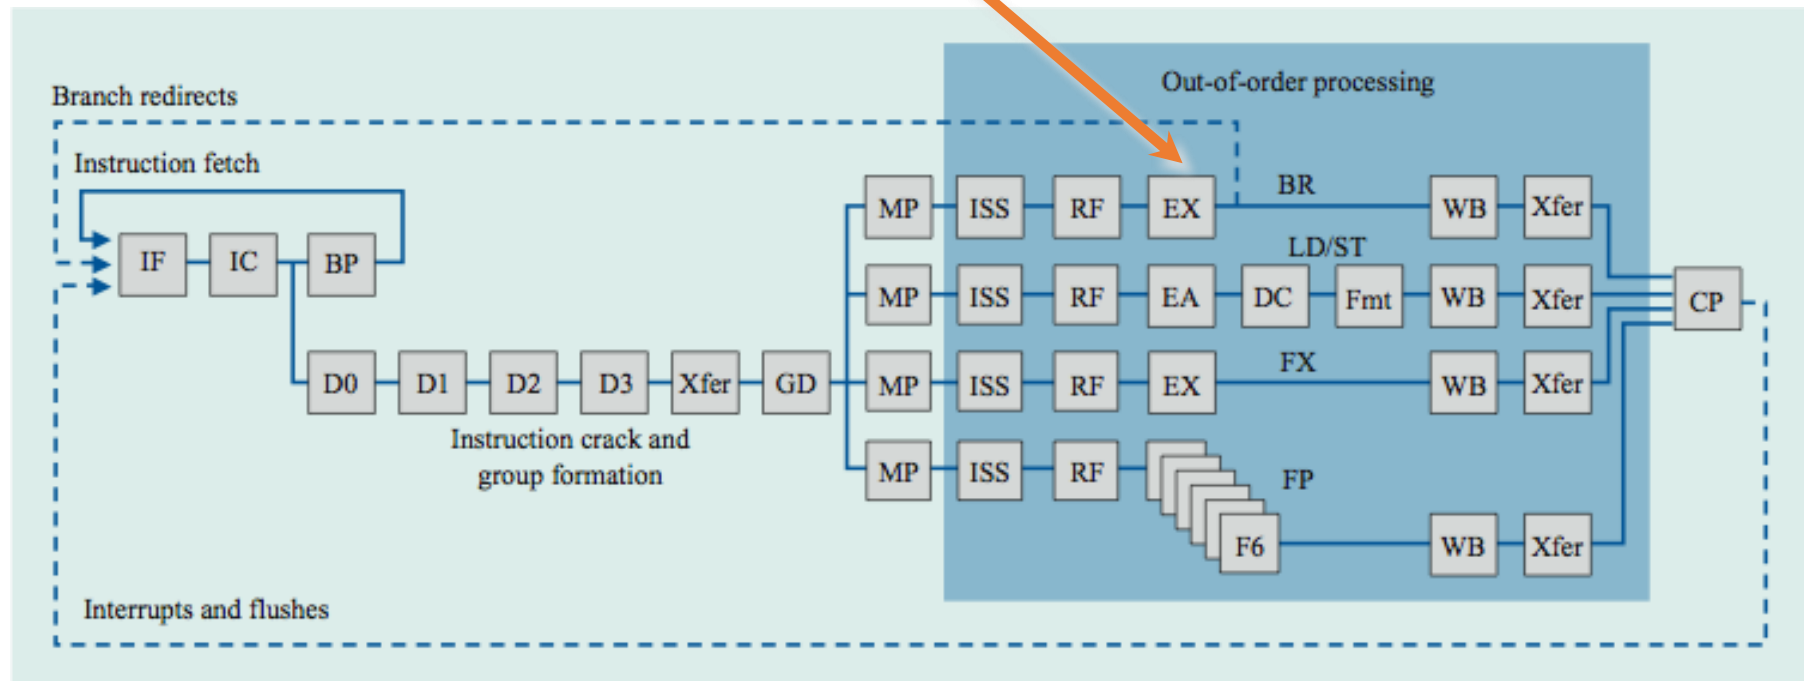 Out-of-order processing
Branch redirects
Instruction fetch
MP ISS RF EX BR WB Xfer
IF IC BP
LD/ST
MP ISS RF EA DC Fmt WB Xfer CP
D0 D1 D2 D3 Xfer GD MP ISS RF EX FX WB Xfer
Instruction crack and
group formation
MP ISS RF FP
F6 WB Xfer
Interrupts and flushes